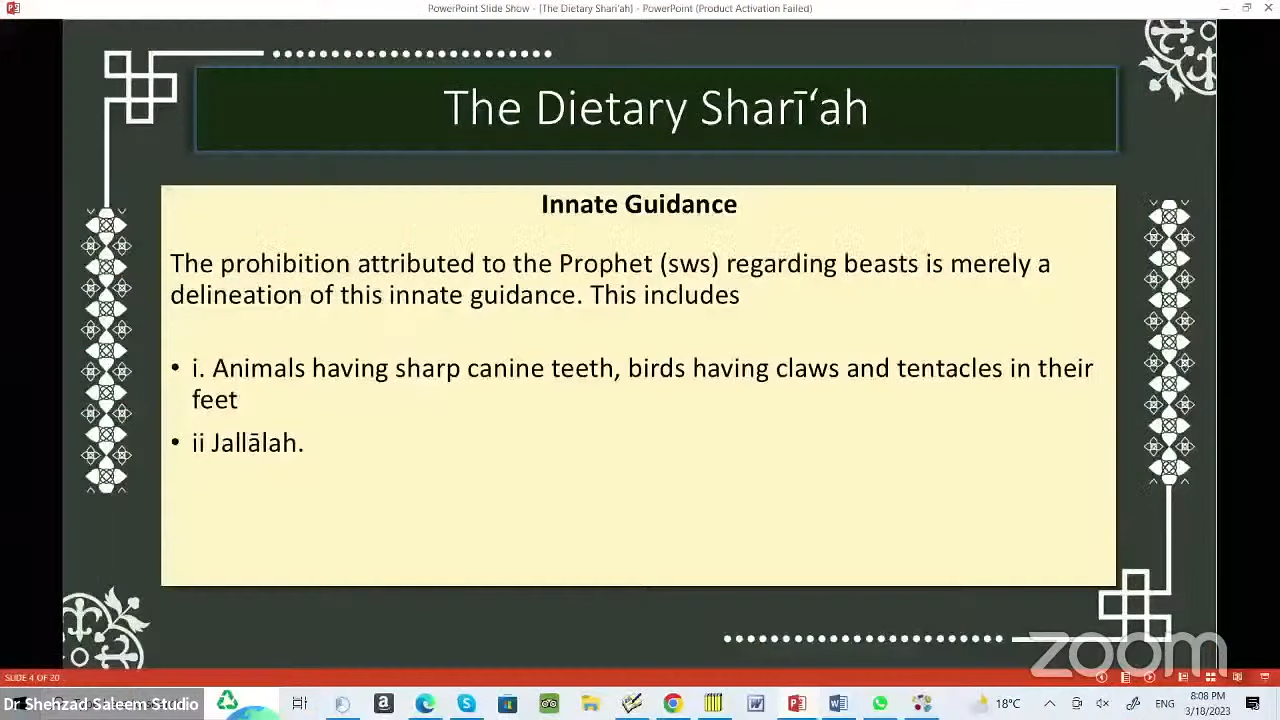 PowerPoint Slide Show - [The Dietary Shari'ah] - PowerPoint (Product Activation Failed)
The Dietary Sharī‘ah
Innate Guidance
The prohibition attributed to the Prophet (sws) regarding beasts is merely a
delineation of this innate guidance. This includes
• i. Animals having sharp canine teeth, birds having claws and tentacles in their
feet
• ii Jallālah.
zoom
SLIDE 4 OF 20
Dr Shehzad Saleem Studio
18°C
ENG
8:08 PM
3/18/2023